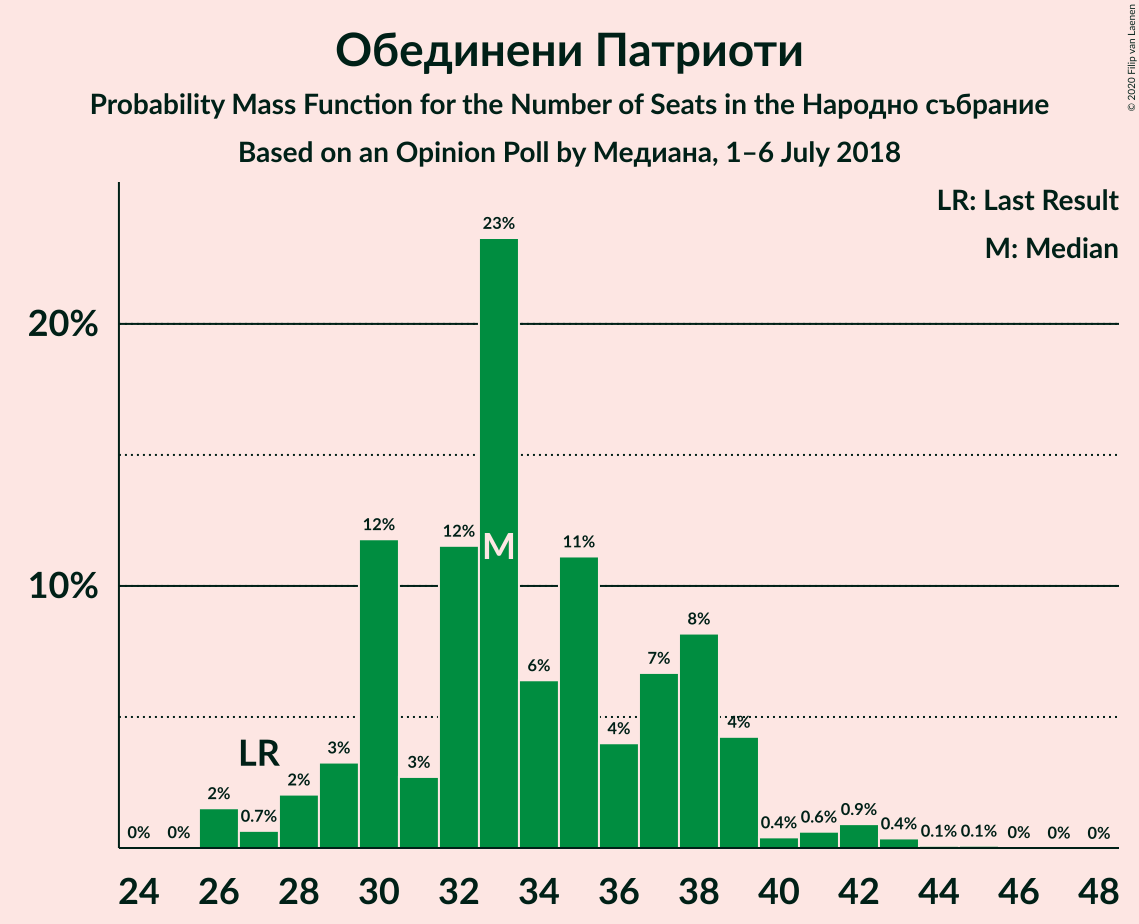 Обединени Патриоти
Probability Mass Function for the Number of Seats in the Народно събрание
Based on an Opinion Poll by Медиана, 1–6 July 2018
© 2020 Filip van Laenen
LR: Last Result
M: Median
20%
10%
0% 0% 2% 0.7% 2% 3% 12% 3% 12% 23% 6% 11% 4% 7% 8% 4% 0.4% 0.6% 0.9% 0.4% 0.1% 0.1% 0% 0% 0%
LR
M
24 26 28 30 32 34 36 38 40 42 44 46 48